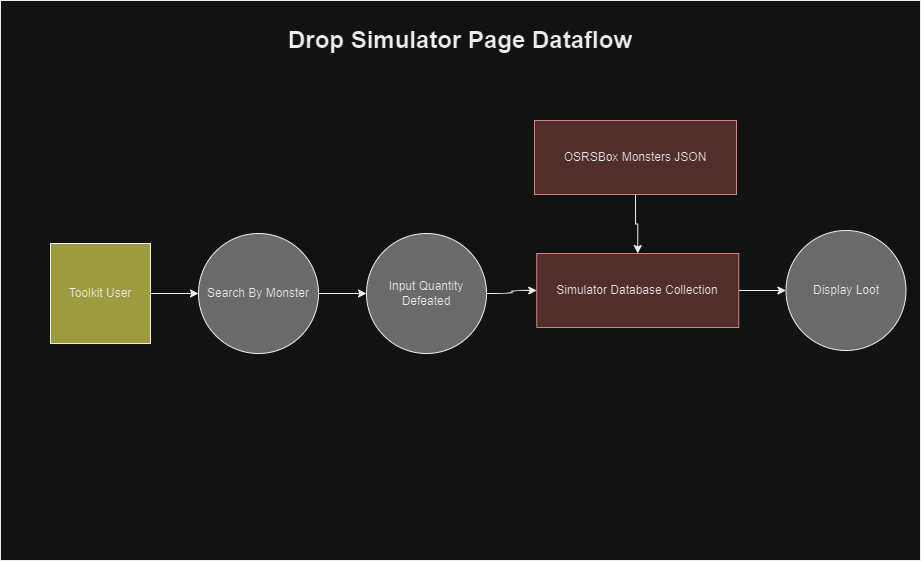 Drop Simulator Page Dataflow
OSRSBox Monsters JSON
Toolkit User
Search By Monster
Input Quantity
Defeated
Simulator Database Collection
Display Loot